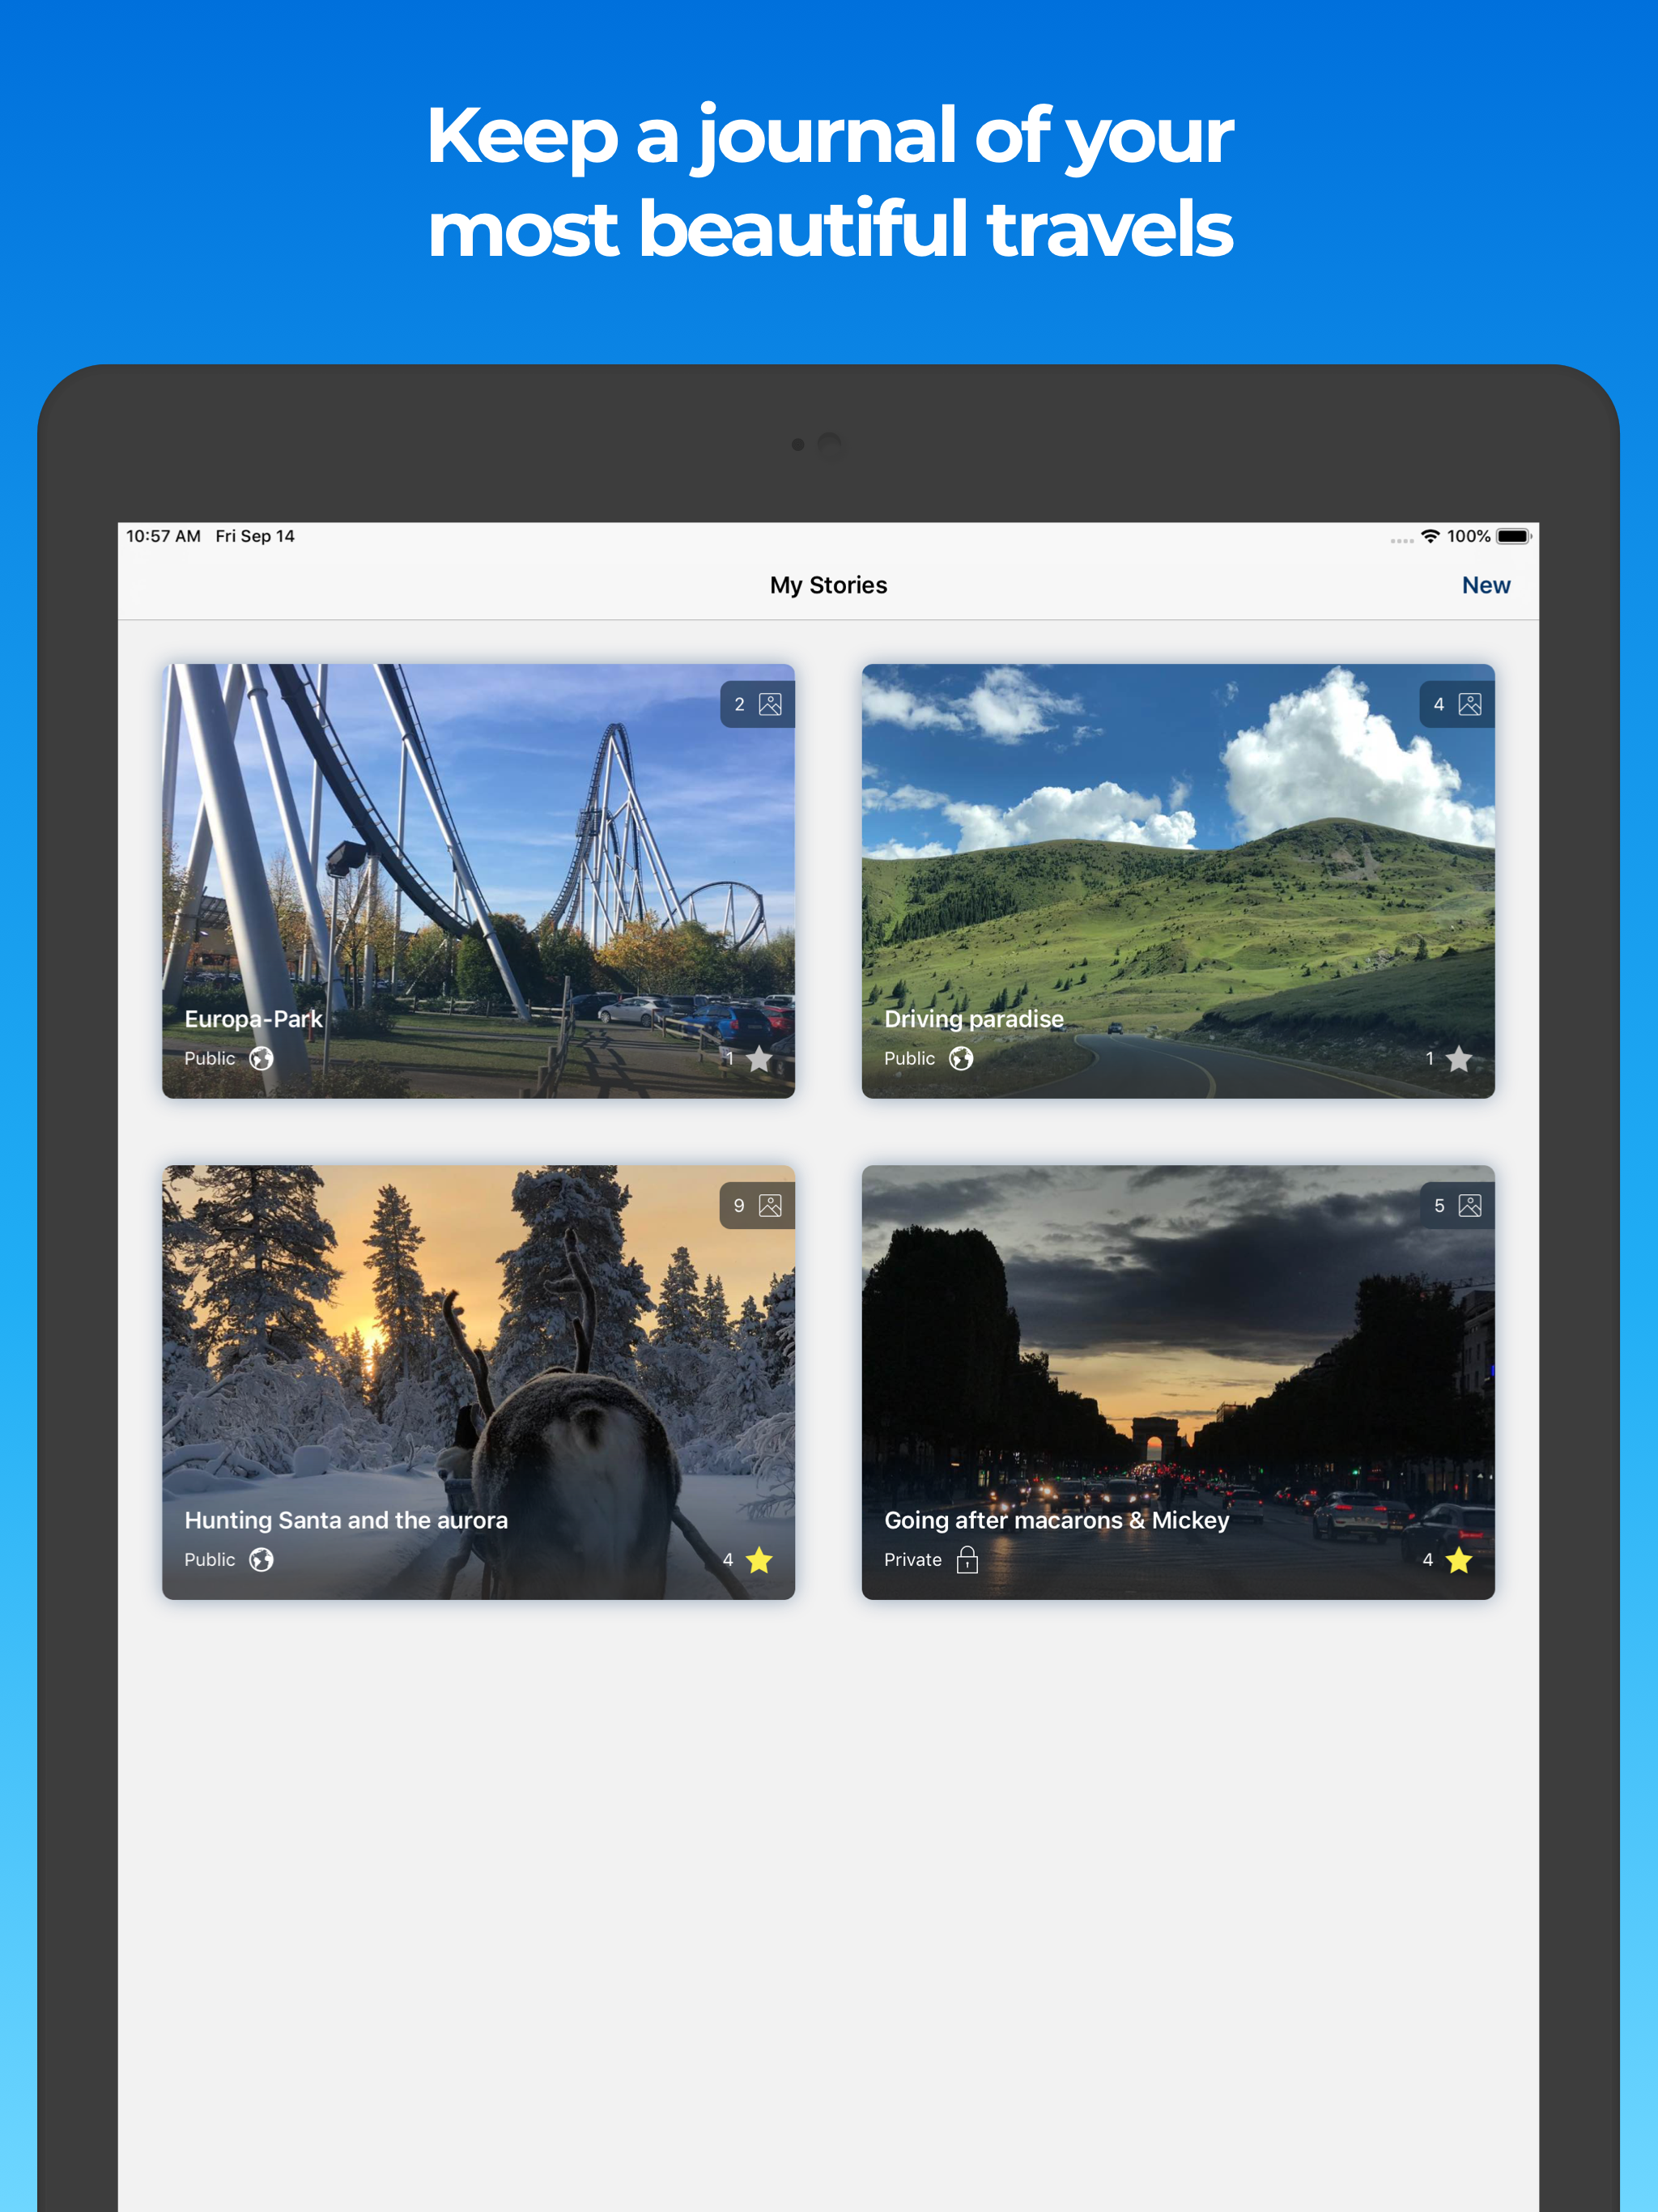 Keep a journal of your
most beautiful travels
10:57 AM Fri Sep 14
100%
My Stories
New
2
4
Europa-Park
Public
1
Driving paradise
Public
1
9
5
Hunting Santa and the aurora
Public
4
Going after macarons & Mickey
Private
4